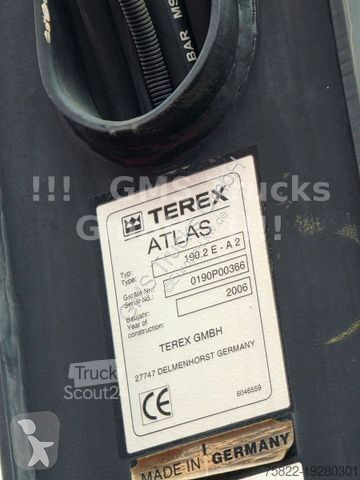 BAR MS
!!! GMS Trucks
TEREX
ATLAS
Typ:
Type:
190.2 E - A 2
Geräte Nr.:
Serial No.:
0190P00366
Baujahr:
Year of
construction:
2006
TEREX GMBH
27747 DELMENHORST GERMANY
6046559
CE
MADE IN GERMANY
Truck
Scout24
75822-19280301